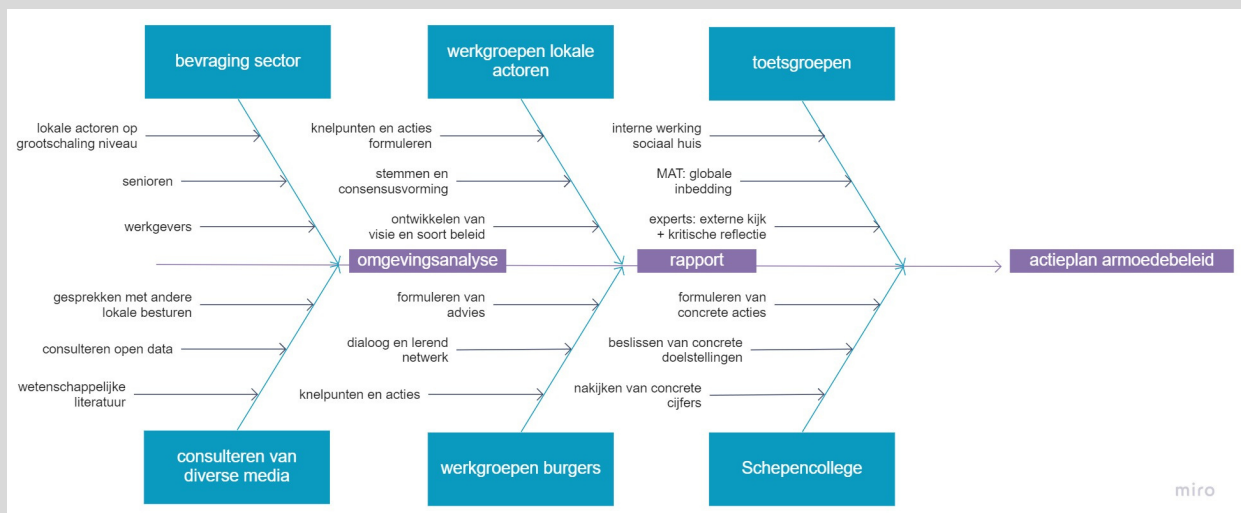 bevraging sector
werkgroepen lokale
actoren
toetsgroepen
lokale actoren op
grootschaling niveau
senioren
werkgevers
knelpunten en acties
formuleren
stemmen en
consensusvorming
ontwikkelen van
visie en soort beleid
interne werking
sociaal huis
MAT: globale
inbedding
experts: externe kijk
+ kritische reflectie
omgevingsanalyse
rapport
actieplan armoedebeleid
gesprekken met andere
lokale besturen
consulteren open data
wetenschappelijke
literatuur
formuleren van
advies
dialoog en lerend
netwerk
knelpunten en acties
formuleren van
concrete acties
beslissen van concrete
doelstellingen
nakijken van concrete
cijfers
consulteren van
diverse media
werkgroepen burgers
Schepencollege
miro